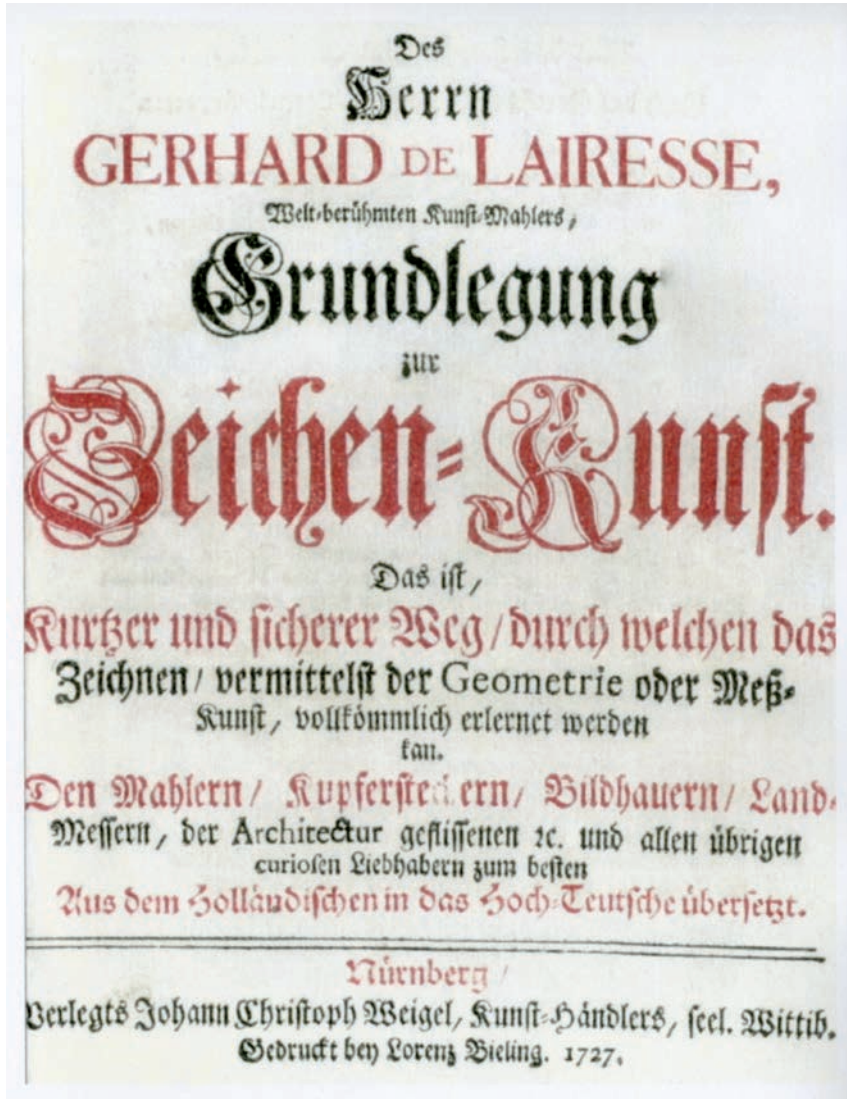 Des
Herrn
GERHARD DE LAIRESSE,
Welt-berühmten Kunst-Mahlers,
Grundlegung
zur
Zeichen-Kunst.
Das ist,
Kurtzer und sicherer Weg / durch welchen das
Zeichnen / vermittelst der Geometrie oder Meß-
Kunst, vollkömmlich erlernet werden
kan.
Den Mahlern / Kupferstechern / Bildhauern / Land-
Messern, der Architectur geflissenen ꝛc. und allen übrigen
curiosen Liebhabern zum besten
Aus dem Holländischen in das Hoch-Teutsche übersetzt.
Nürnberg /
Verlegts Johann Christoph Weigel, Kunst-Händlers, seel. Wittib.
Gedruckt bey Lorenz Bieling. 1727.